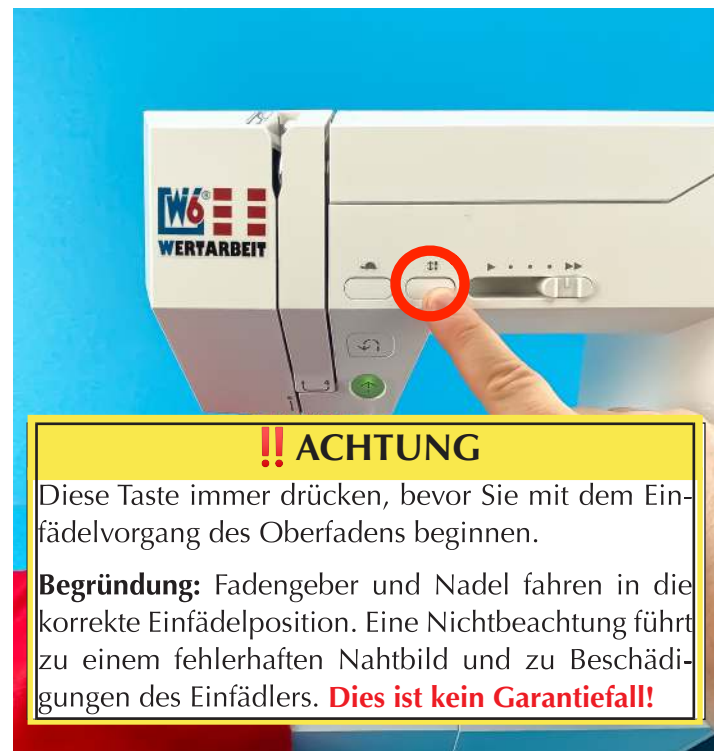 W6®
WERTARBEIT
‼ ACHTUNG
Diese Taste immer drücken, bevor Sie mit dem Ein-
fädelvorgang des Oberfadens beginnen.
Begründung: Fadengeber und Nadel fahren in die
korrekte Einfädelposition. Eine Nichtbeachtung führt
zu einem fehlerhaften Nahtbild und zu Beschädi-
gungen des Einfädlers. Dies ist kein Garantiefall!